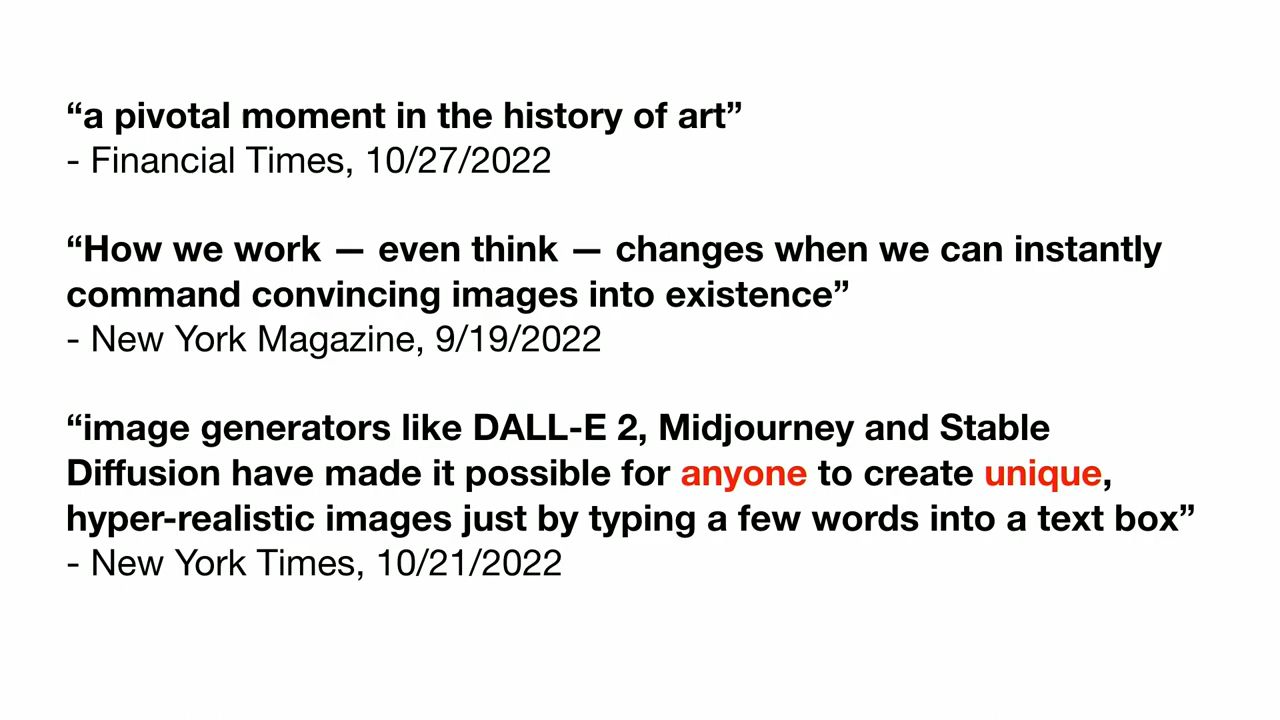 “a pivotal moment in the history of art”
- Financial Times, 10/27/2022
“How we work — even think — changes when we can instantly
command convincing images into existence”
- New York Magazine, 9/19/2022
“image generators like DALL-E 2, Midjourney and Stable
Diffusion have made it possible for anyone to create unique,
hyper-realistic images just by typing a few words into a text box”
- New York Times, 10/21/2022